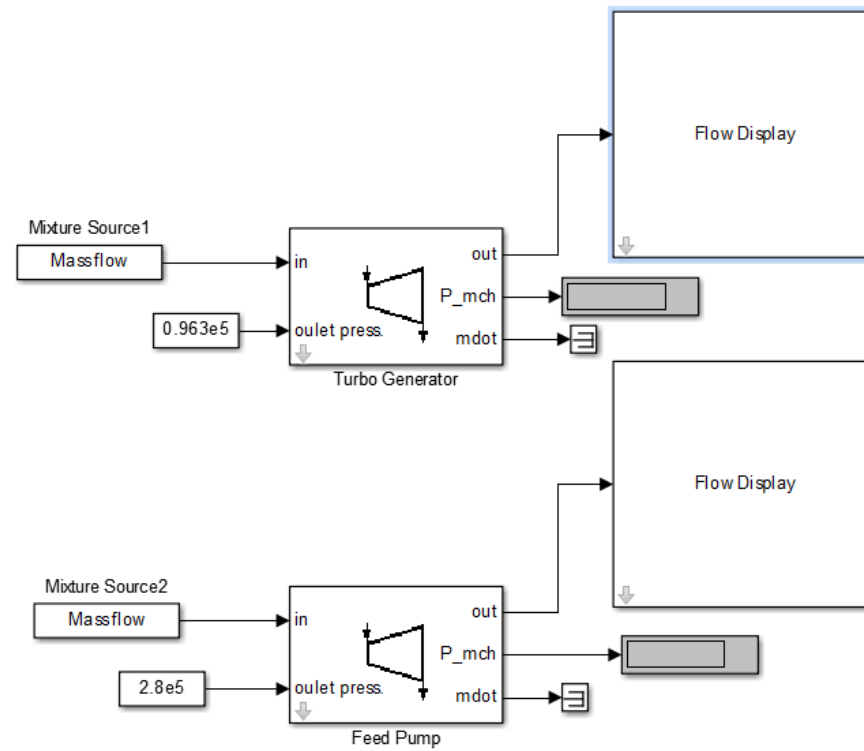 Flow Display
Mixture Source1
Massflow
in
out
P_mch
0.963e5
oulet press.
mdot
Turbo Generator
Flow Display
Mixture Source2
Massflow
in
out
P_mch
2.8e5
oulet press.
mdot
Feed Pump